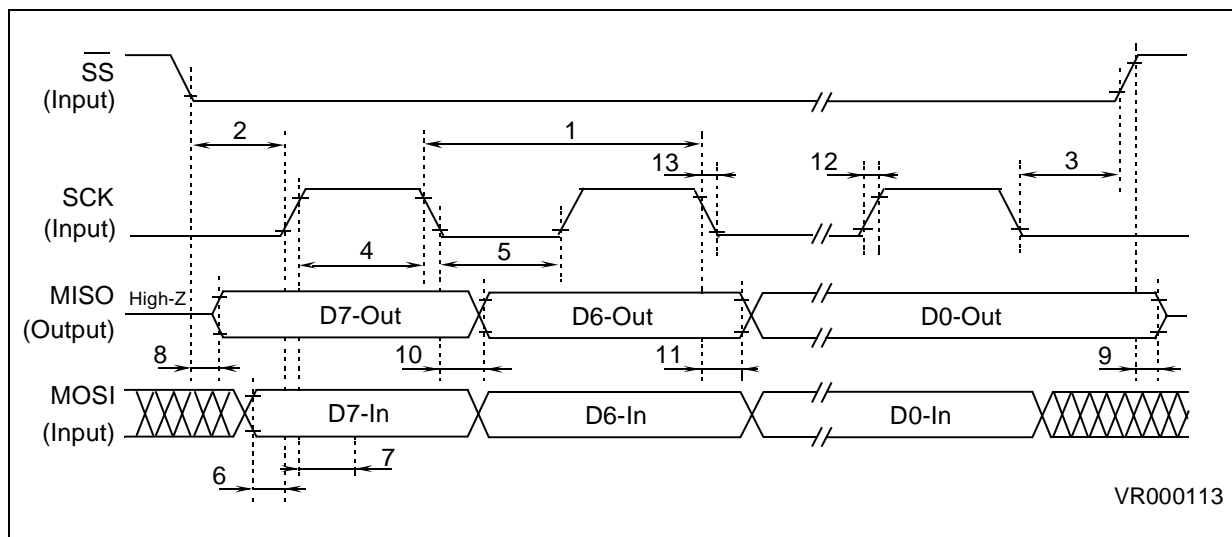 SS
(Input)
2
1
13
12
3
SCK
(Input)
4
5
MISO
(Output)
High-Z
D7-Out
D6-Out
D0-Out
8
10
11
9
MOSI
(Input)
D7-In
D6-In
D0-In
7
6
VR000113